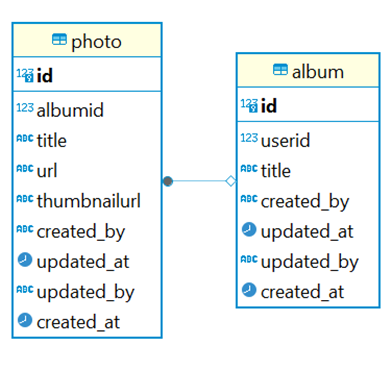 photo
123 id
123 albumid
ABC title
ABC url
ABC thumbnailurl
ABC created_by
updated_at
ABC updated_by
created_at
album
123 id
123 userid
ABC title
ABC created_by
updated_at
ABC updated_by
created_at